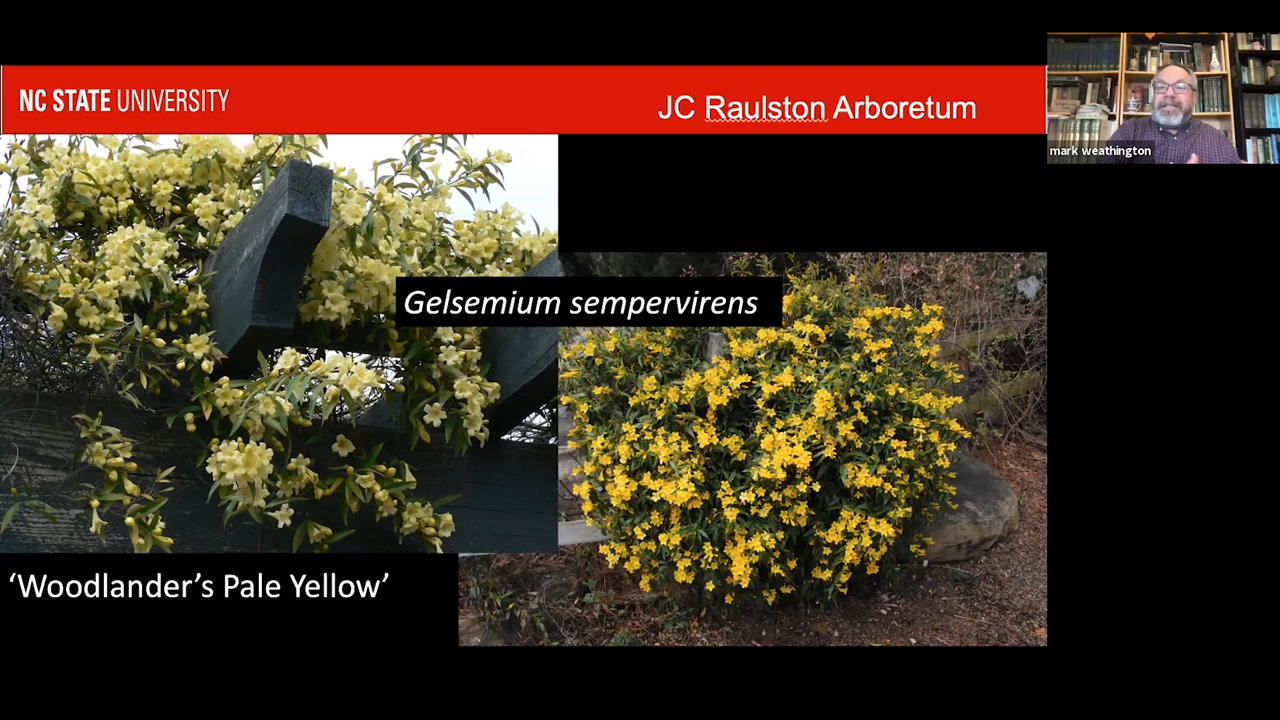 NC STATE UNIVERSITY
JC Raulston Arboretum
mark weathington
Gelsemium sempervirens
‘Woodlander’s Pale Yellow’